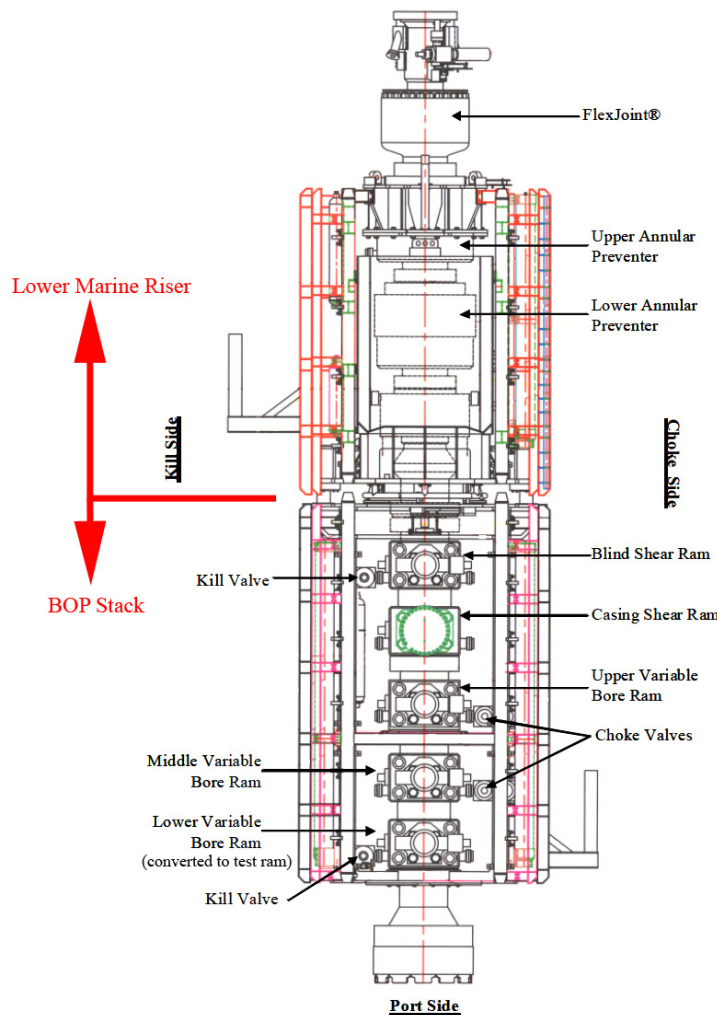 FlexJoint®
Upper Annular
Preventer
Lower Marine Riser
Lower Annular
Preventer
Kill Side
Choke Side
Blind Shear Ram
Kill Valve
BOP Stack
Casing Shear Ram
Upper Variable
Bore Ram
Choke Valves
Middle Variable
Bore Ram
Lower Variable
Bore Ram
(converted to test ram)
Kill Valve
Port Side